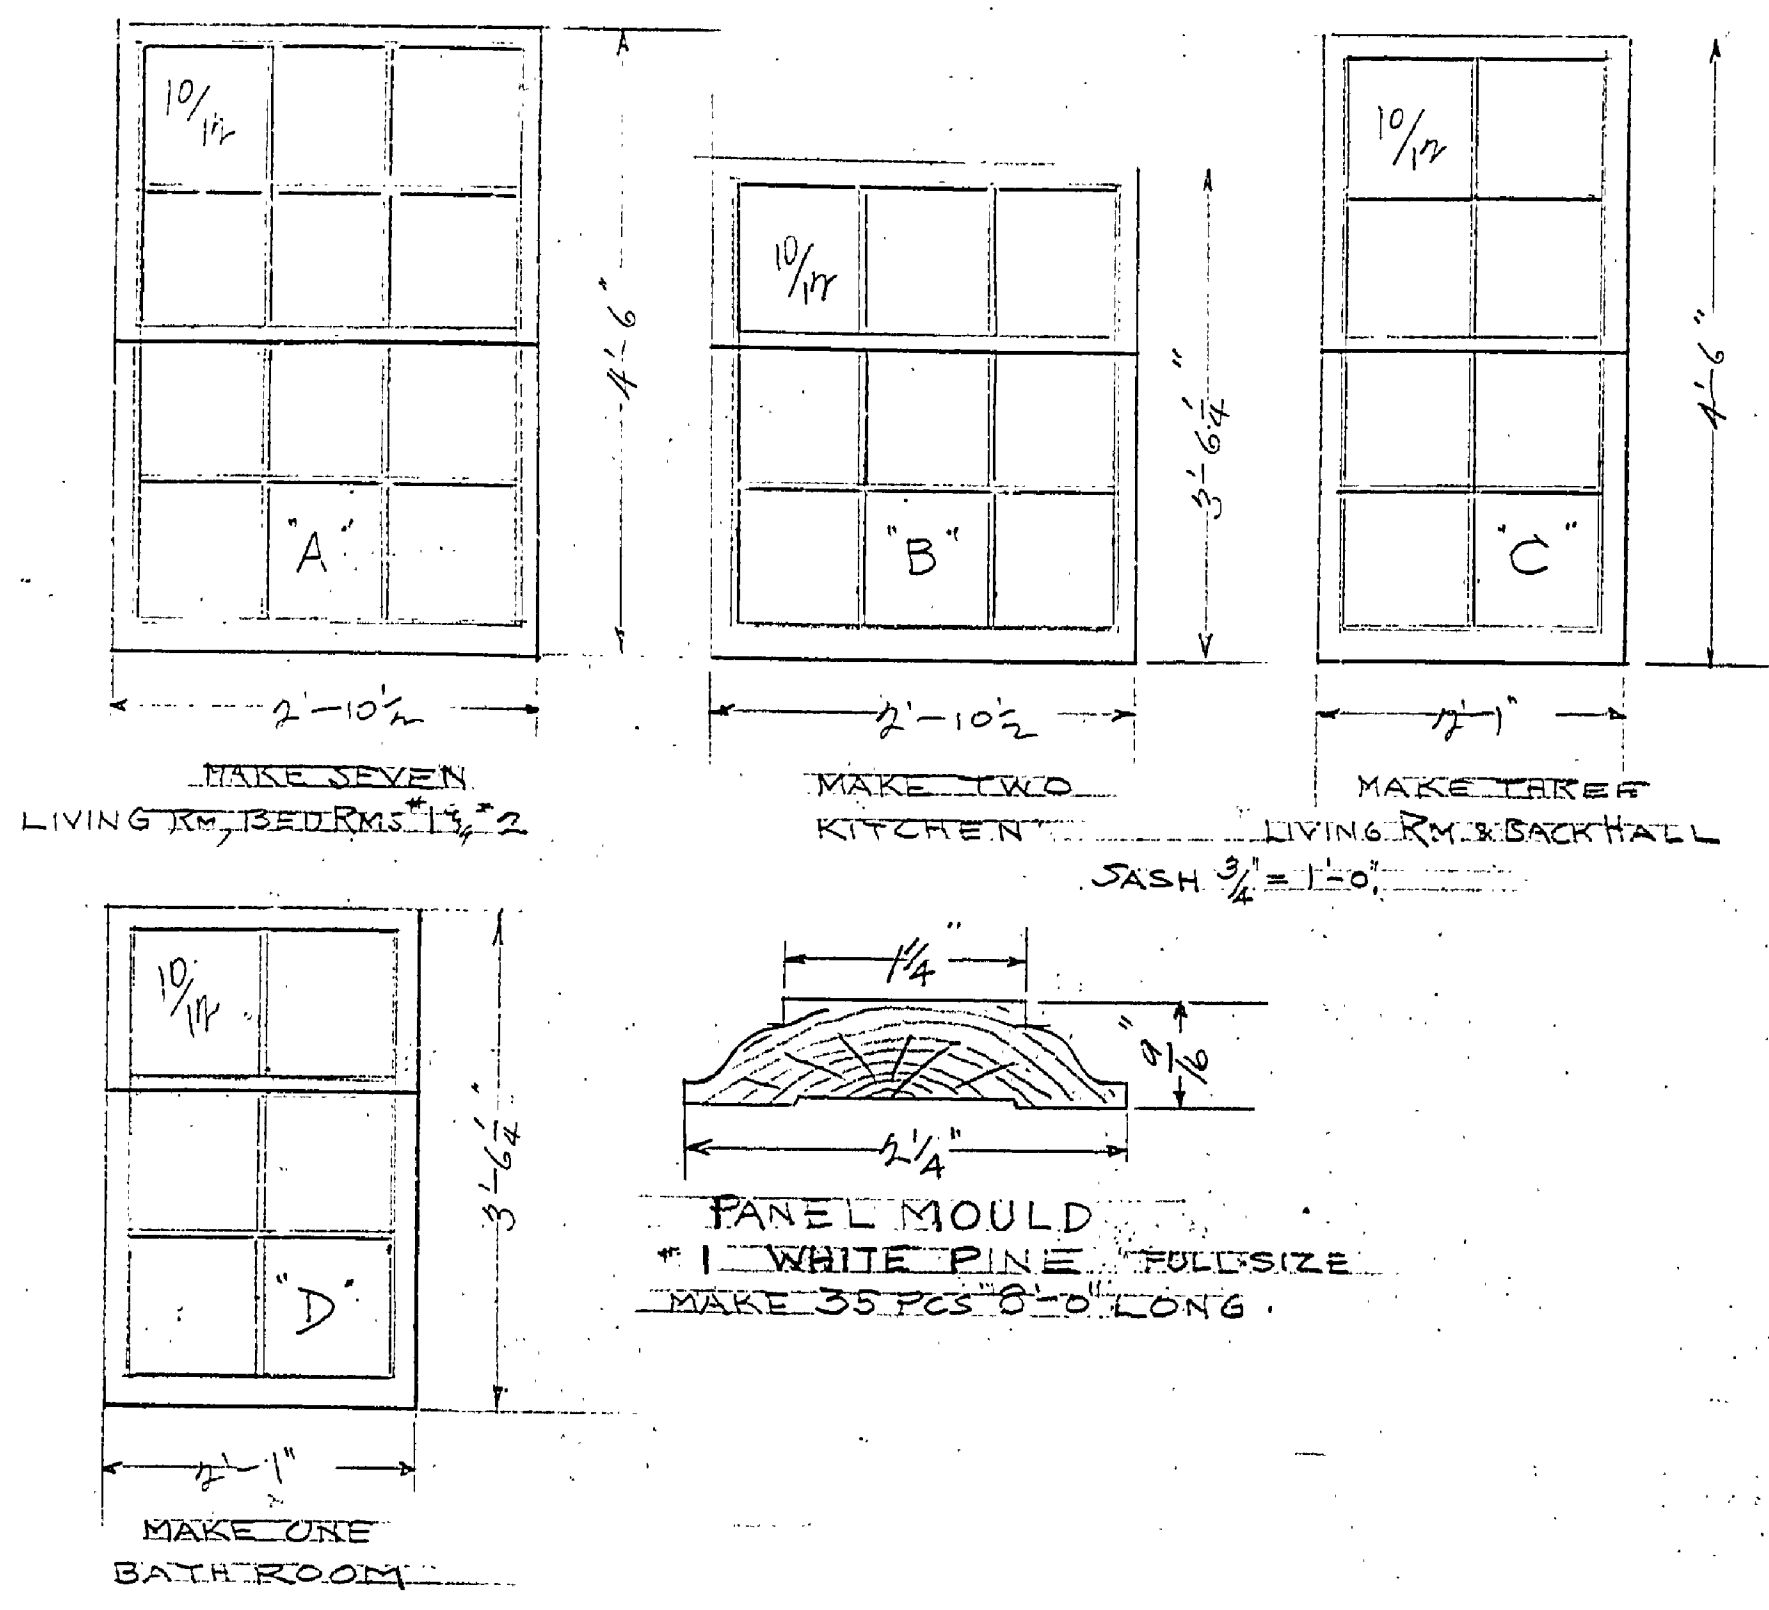 10/12
4'-6"
"A"
2'-10½
MAKE SEVEN
LIVING RM, BED RMS #1 & #2
10/12
3'-6¼"
"B"
2'-10½
MAKE TWO
KITCHEN
10/12
4'-6"
"C"
2'-1"
MAKE THREE
LIVING RM & BACK HALL
SASH ¾" = 1'-0".
10/12
3'-6¼"
"D"
2'-1"
MAKE ONE
BATH ROOM
1¼"
9/16"
2¼"
PANEL MOULD
#1 WHITE PINE FULL SIZE
MAKE 35 PCS 8'-0" LONG.